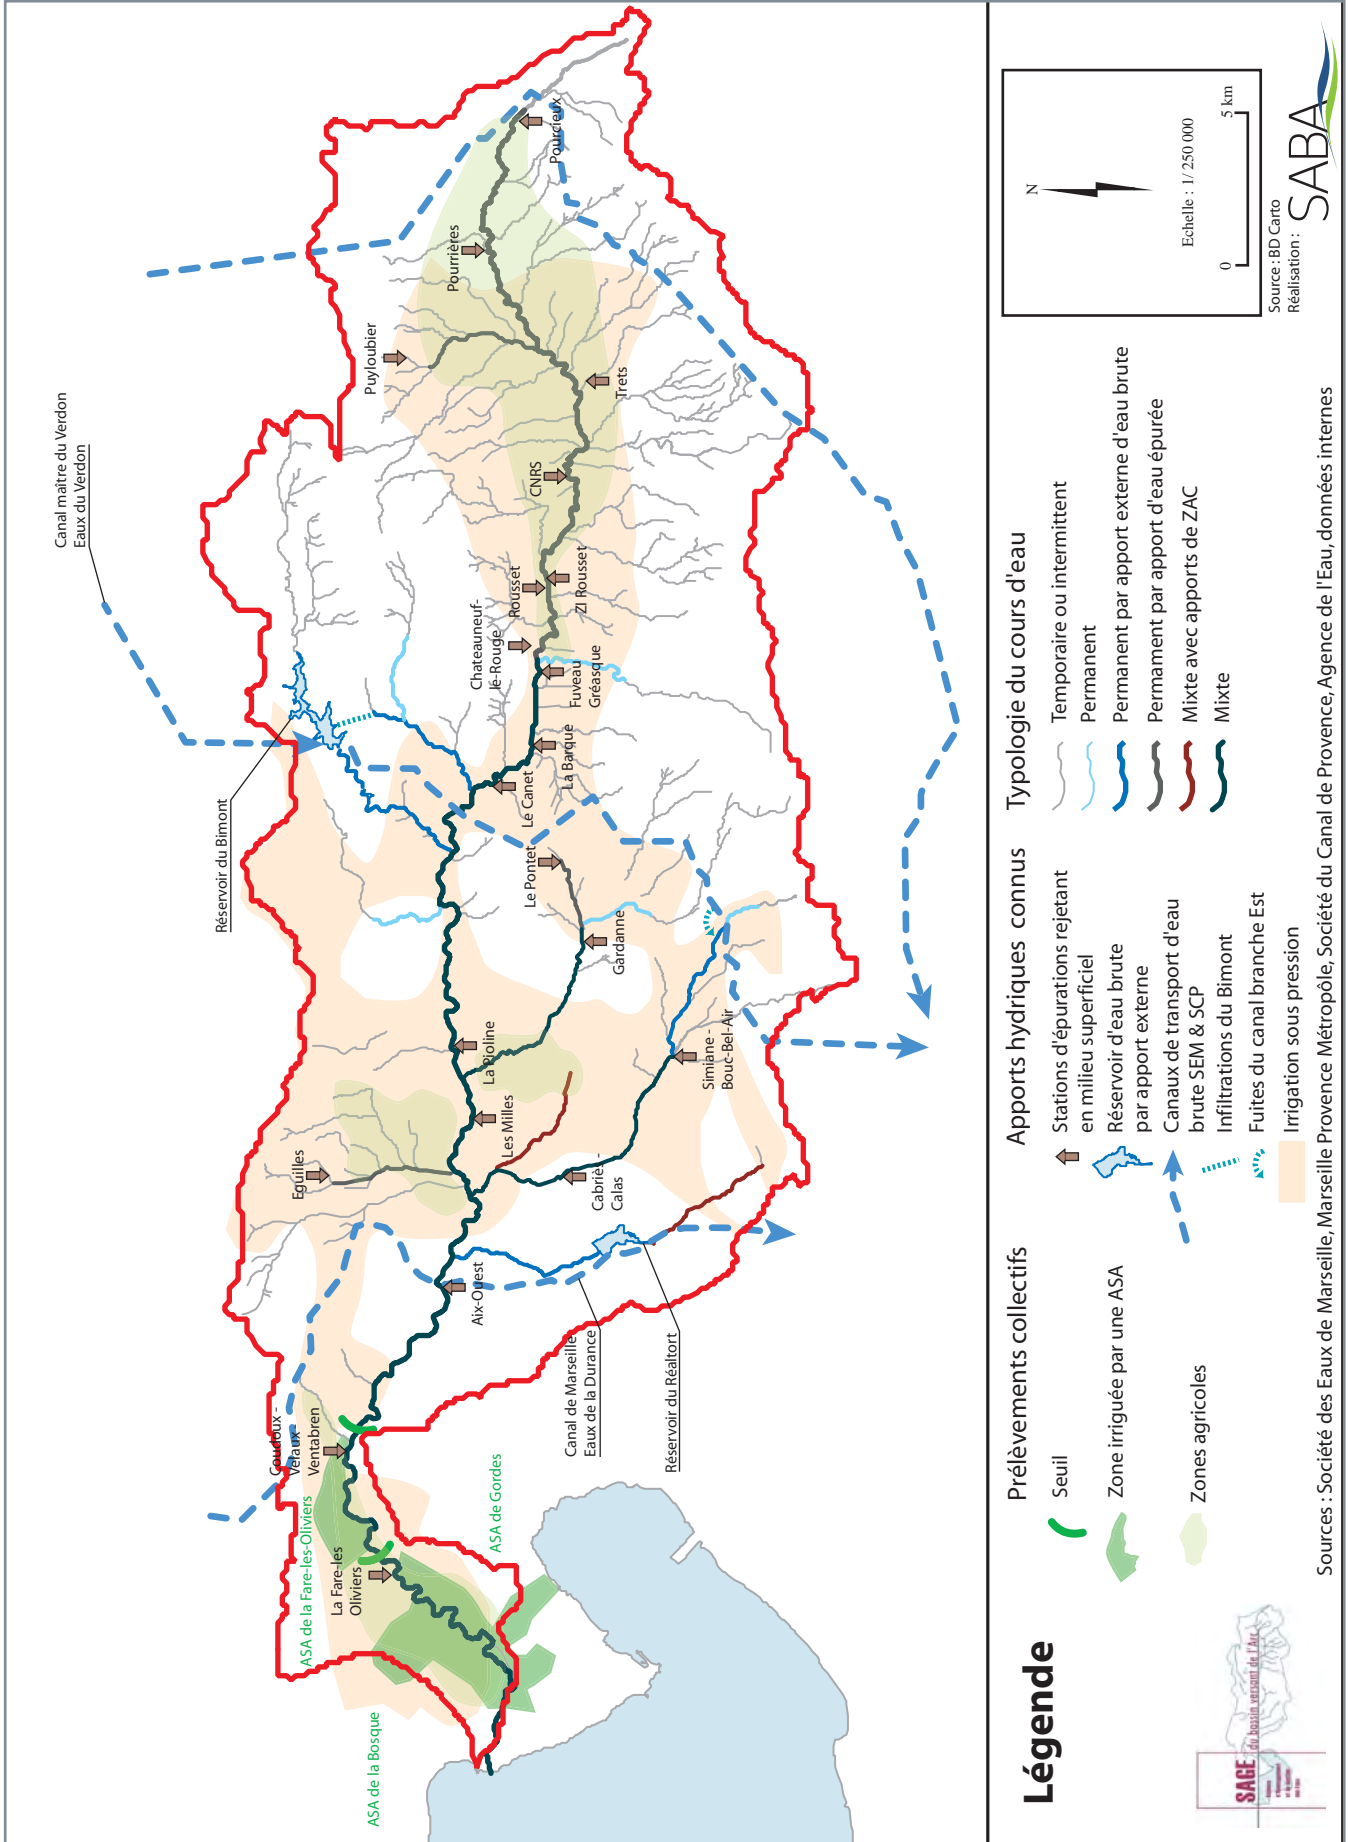 Canal maître du Verdon
Eaux du Verdon
Réservoir du Bimont
Puyloubier
Pourrières
Pourcieux
Trets
CNRS
Rousset
ZI Rousset
Chateauneuf-
lé-Rouge
Fuveau
Gréasque
La Barque
Le Canet
Le Pontet
Gardanne
Simiane -
Bouc-Bel-Air
La Pioline
Les Milles
Eguilles
Cabriès -
Calas
Aix-Ouest
Canal de Marseille
Eaux de la Durance
Réservoir du Réaltort
Coudoux -
Velaux -
Ventabren
ASA de la Fare-les-Oliviers
La Fare-les
Oliviers
ASA de Gordes
ASA de la Bosque
Légende
Prélèvements collectifs
Seuil
Zone irriguée par une ASA
Zones agricoles
Apports hydriques connus
Stations d'épurations rejetant
en milieu superficiel
Réservoir d'eau brute
par apport externe
Canaux de transport d'eau
brute SEM & SCP
Infiltrations du Bimont
Fuites du canal branche Est
Irrigation sous pression
Typologie du cours d'eau
Temporaire ou intermittent
Permanent
Permanent par apport externe d'eau brute
Permament par apport d'eau épurée
Mixte avec apports de ZAC
Mixte
N
Echelle : 1/ 250 000
0
5 km
Source : BD Carto
Réalisation :
SABA
SAGE
du bassin versant de l'Arc
Sources : Société des Eaux de Marseille, Marseille Provence Métropôle, Société du Canal de Provence, Agence de l'Eau, données internes